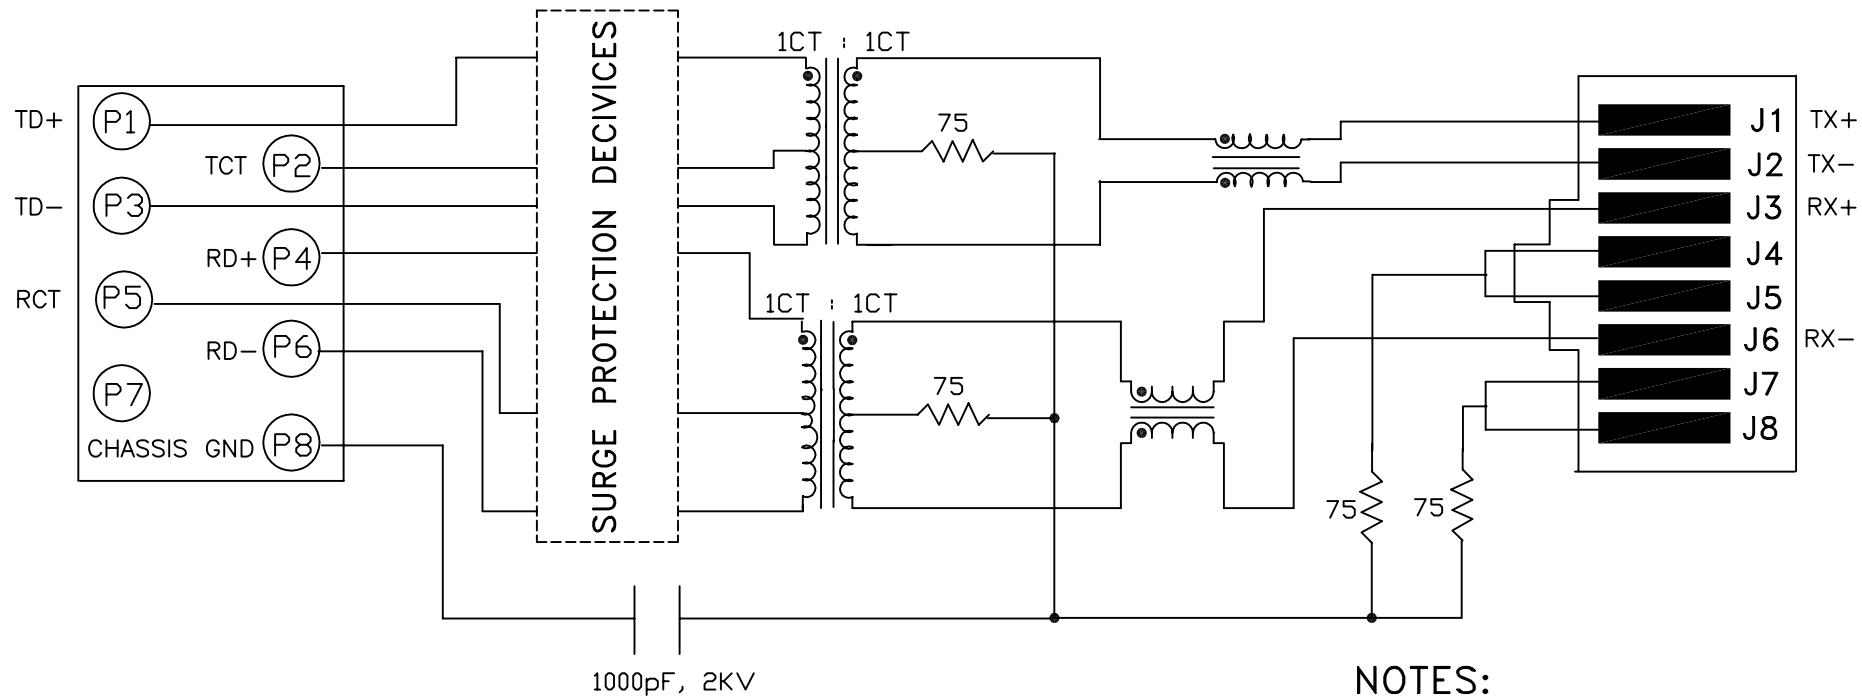 1CT : 1CT
TD+ P1
TCT P2
TD- P3
RD+ P4
RCT P5
RD- P6
P7
CHASSIS GND P8
SURGE PROTECTION DECIVICES
75
1CT : 1CT
75
J1 TX+
J2 TX-
J3 RX+
J4
J5
J6 RX-
J7
J8
75
75
1000pF, 2KV
NOTES: